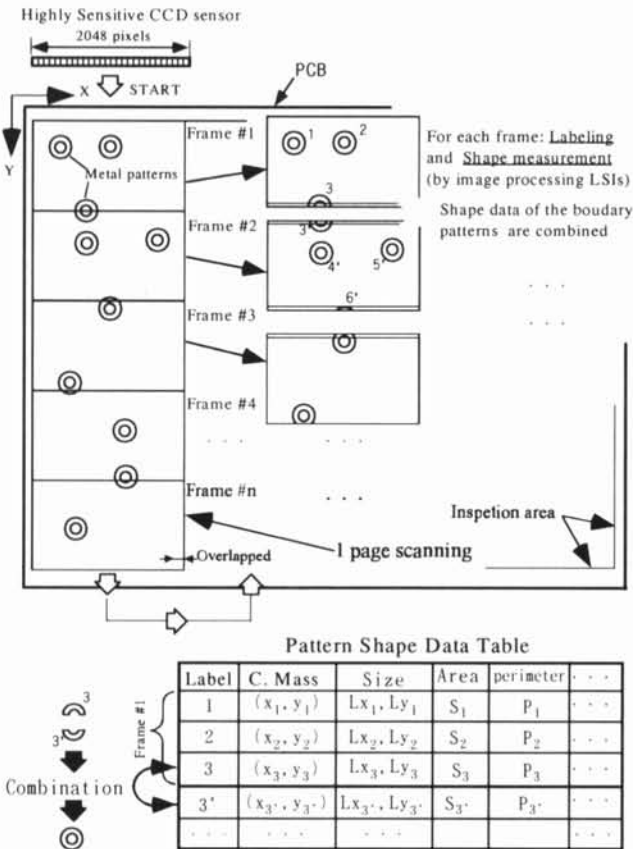 Highly Sensitive CCD sensor
2048 pixels
X START
PCB
Y
Frame #1
1 2
For each frame: Labeling
and Shape measurement
(by image processing LSIs)
Metal patterns
3
Frame #2
3'
Shape data of the boudary
patterns are combined
4' 5'
6'
. . .
Frame #3
. . .
Frame #4
. . . . . .
Frame #n
. . .
Inspetion area
Overlapped
1 page scanning
Pattern Shape Data Table
Label C. Mass Size Area perimeter . . .
Frame #1
1 (x1, y1) Lx1, Ly1 S1 P1 . . .
2 (x2, y2) Lx2, Ly2 S2 P2 . . .
3 (x3, y3) Lx3, Ly3 S3 P3 . . .
3' (x3', y3') Lx3', Ly3' S3' P3' . . .
. . . . . . . . .
3
3'
Combination